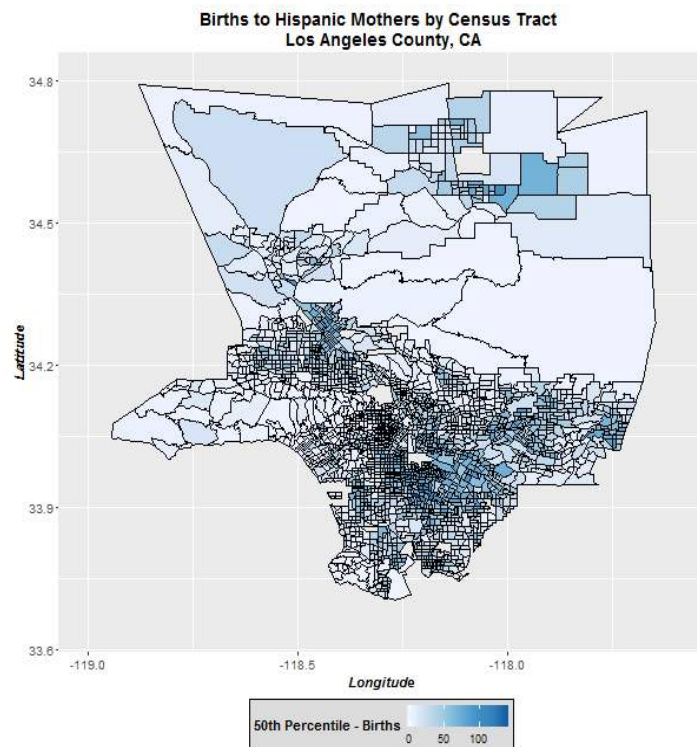 Births to Hispanic Mothers by Census Tract
Los Angeles County, CA
34.8
34.5
34.2
33.9
33.6
Latitude
-119.0
-118.5
-118.0
Longitude
50th Percentile - Births
0
50
100